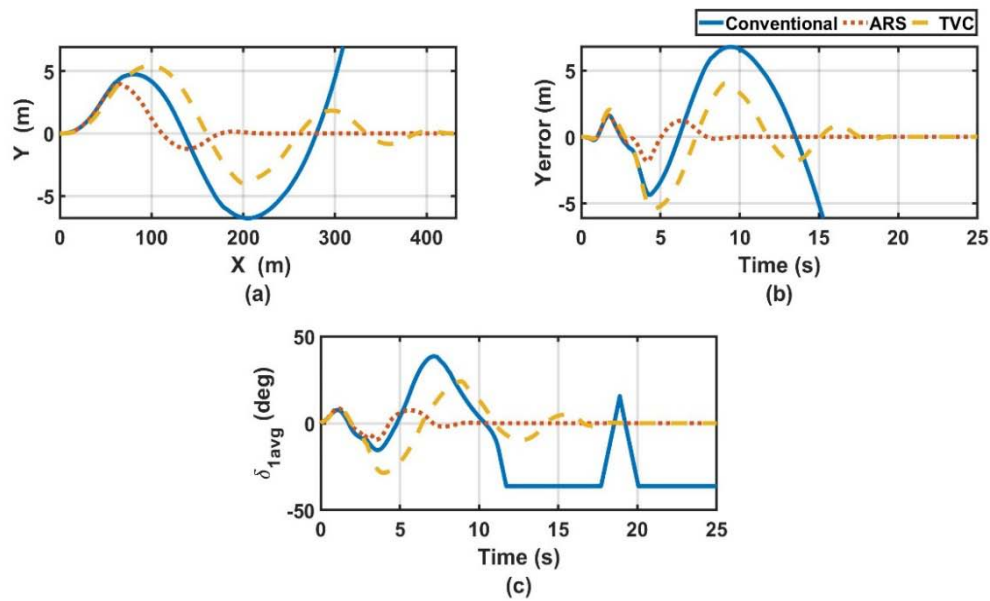 Conventional ARS TVC
5
0
-5
Y (m)
0 100 200 300 400
X (m)
(a)
5
0
-5
Yerror (m)
0 5 10 15 20 25
Time (s)
(b)
50
0
-50
δ1avg (deg)
0 5 10 15 20 25
Time (s)
(c)